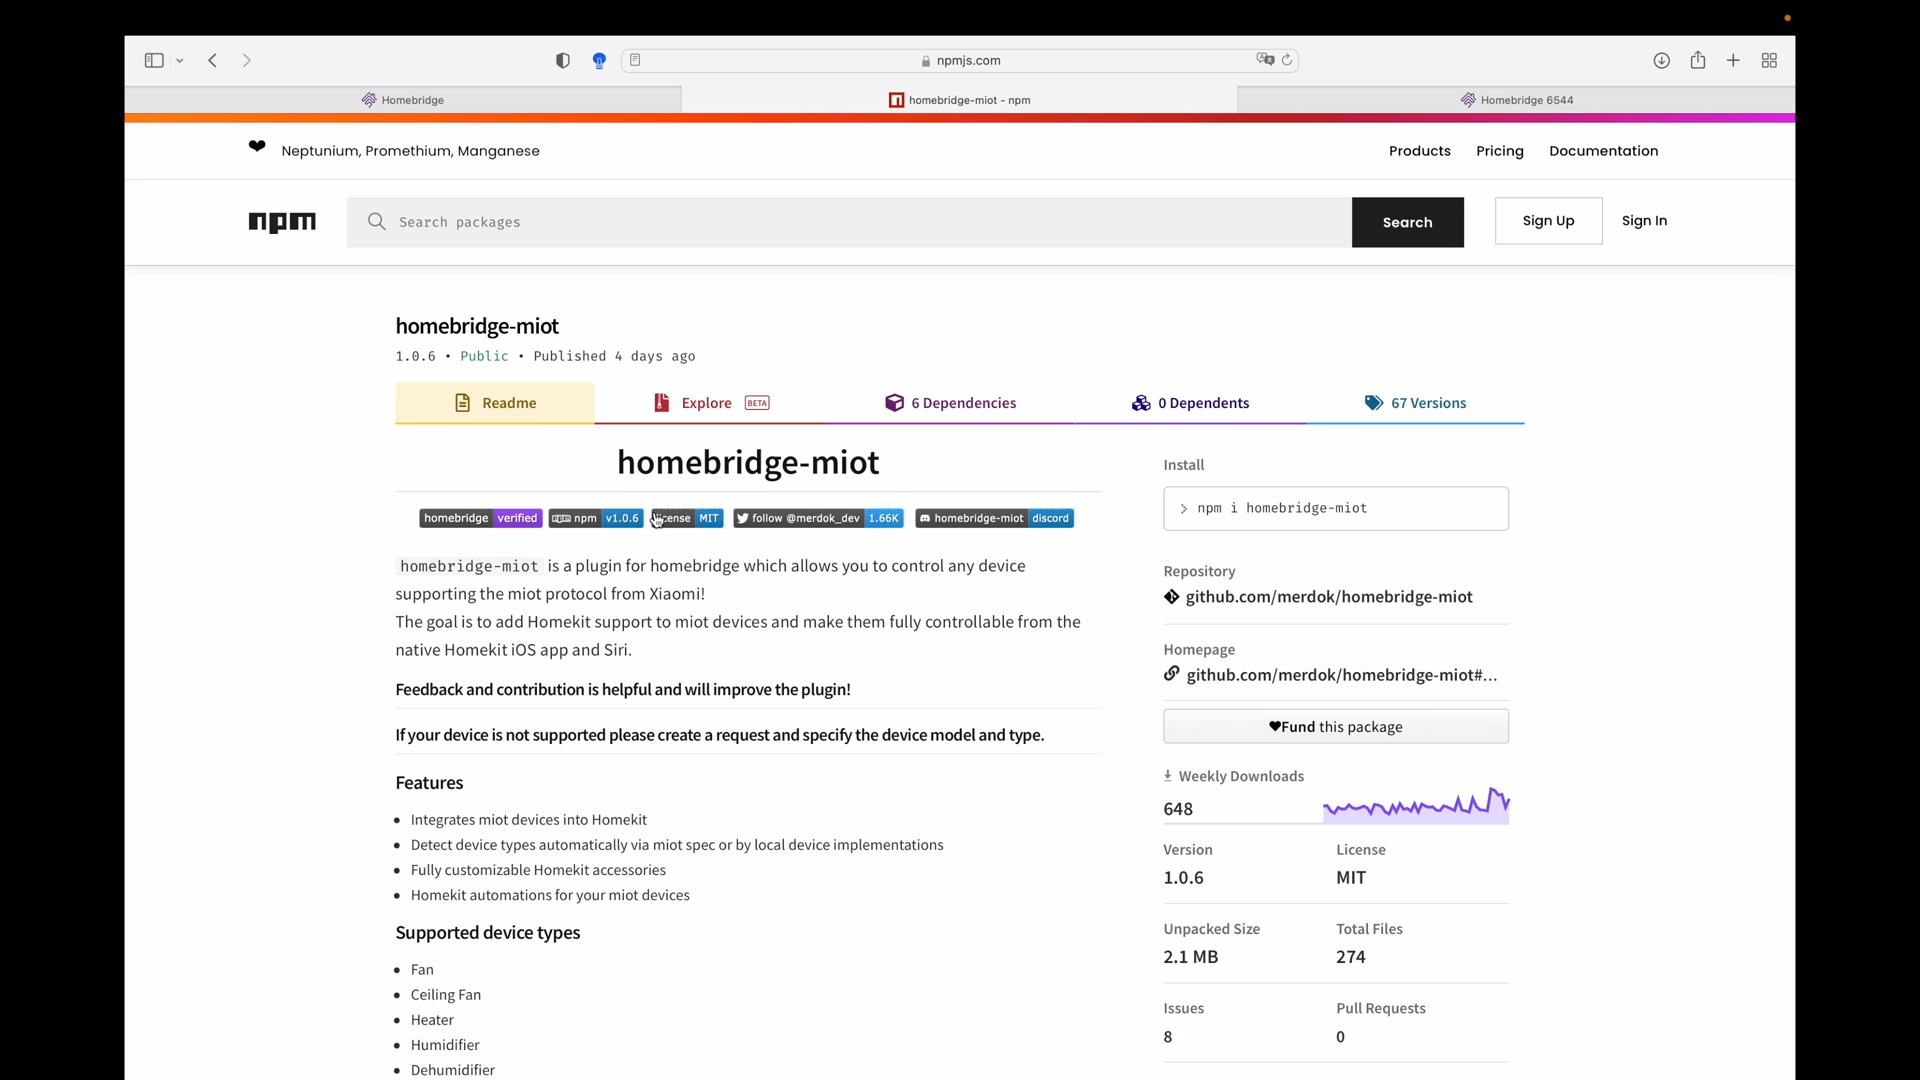 npmjs.com
Homebridge
homebridge-miot - npm
Homebridge 6544
Neptunium, Promethium, Manganese
Products
Pricing
Documentation
npm
Search packages
Search
Sign Up
Sign In
homebridge-miot
1.0.6 • Public • Published 4 days ago
Readme
Explore BETA
6 Dependencies
0 Dependents
67 Versions
homebridge-miot
homebridge verified
npm v1.0.6
MIT
follow @merdok_dev 1.66K
homebridge-miot discord
homebridge-miot is a plugin for homebridge which allows you to control any device
supporting the miot protocol from Xiaomi!
The goal is to add Homekit support to miot devices and make them fully controllable from the
native Homekit iOS app and Siri.
Feedback and contribution is helpful and will improve the plugin!
If your device is not supported please create a request and specify the device model and type.
Features
• Integrates miot devices into Homekit
• Detect device types automatically via miot spec or by local device implementations
• Fully customizable Homekit accessories
• Homekit automations for your miot devices
Supported device types
• Fan
• Ceiling Fan
• Heater
• Humidifier
• Dehumidifier
Install
> npm i homebridge-miot
Repository
github.com/merdok/homebridge-miot
Homepage
github.com/merdok/homebridge-miot#...
❤Fund this package
Weekly Downloads
648
Version
License
1.0.6
MIT
Unpacked Size
Total Files
2.1 MB
274
Issues
Pull Requests
8
0